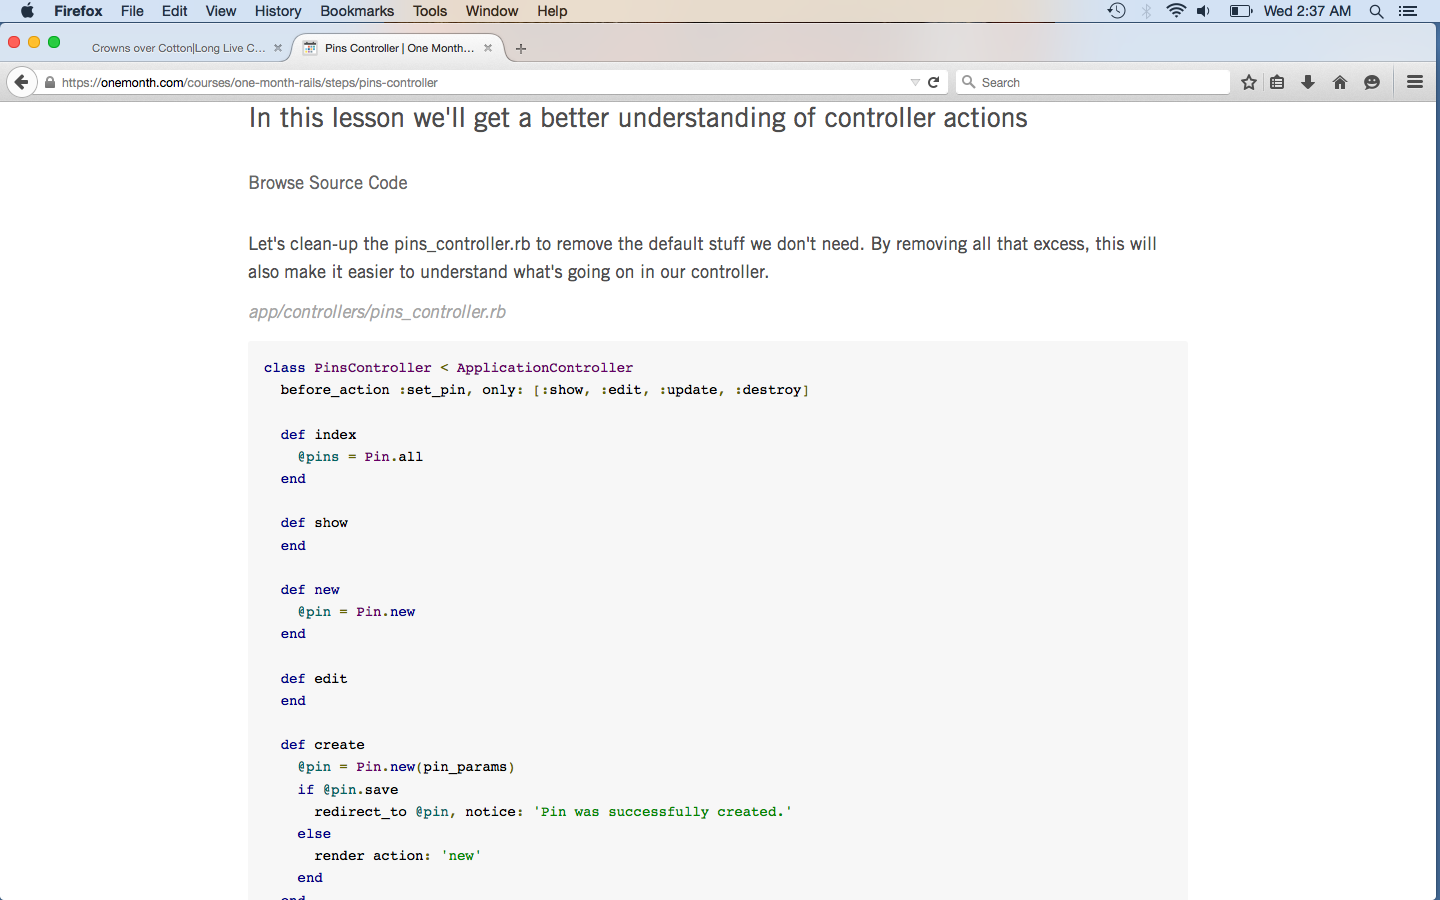 Firefox File Edit View History Bookmarks Tools Window Help Wed 2:37 AM
Crowns over Cotton|Long Live C... Pins Controller | One Month...
https://onemonth.com/courses/one-month-rails/steps/pins-controller Search
In this lesson we'll get a better understanding of controller actions
Browse Source Code
Let's clean-up the pins_controller.rb to remove the default stuff we don't need. By removing all that excess, this will
also make it easier to understand what's going on in our controller.
app/controllers/pins_controller.rb
class PinsController < ApplicationController
  before_action :set_pin, only: [:show, :edit, :update, :destroy]
  def index
    @pins = Pin.all
  end
  def show
  end
  def new
    @pin = Pin.new
  end
  def edit
  end
  def create
    @pin = Pin.new(pin_params)
    if @pin.save
      redirect_to @pin, notice: 'Pin was successfully created.'
    else
      render action: 'new'
    end
  end